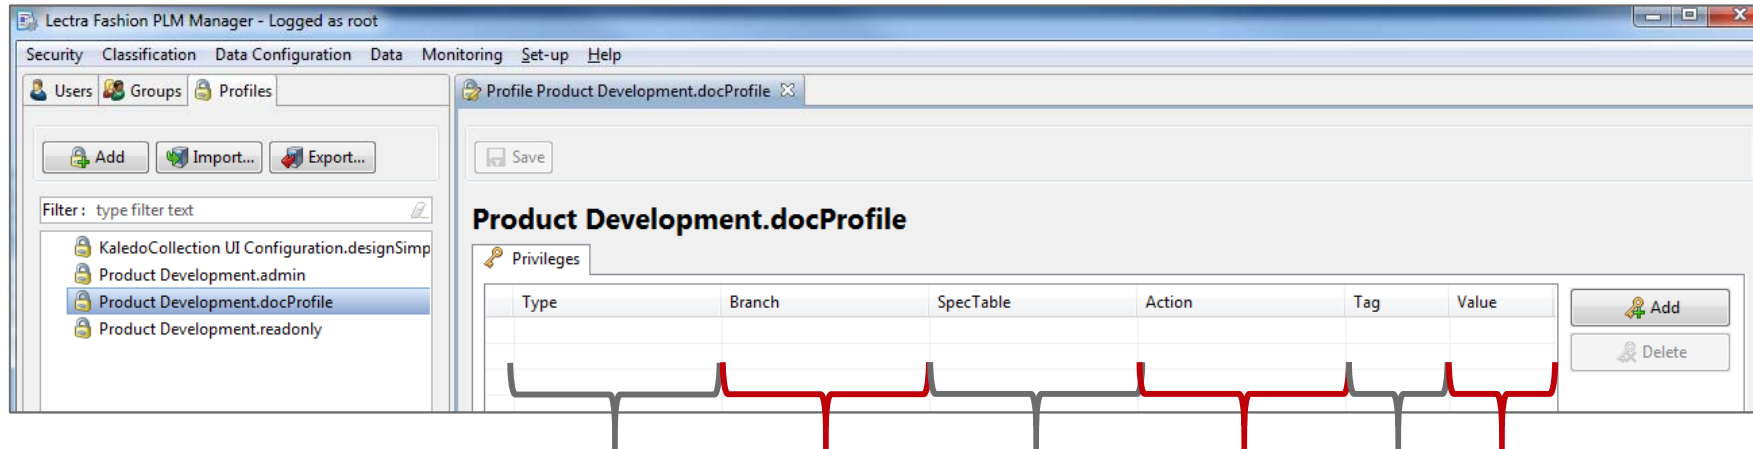 Lectra Fashion PLM Manager - Logged as root
Security Classification Data Configuration Data Monitoring Set-up Help
Users Groups Profiles
Profile Product Development.docProfile
Add Import... Export...
Save
Filter : type filter text
Product Development.docProfile
KaledoCollection UI Configuration.designSimp
Product Development.admin
Product Development.docProfile
Product Development.readonly
Privileges
Type Branch SpecTable Action Tag Value
Add
Delete